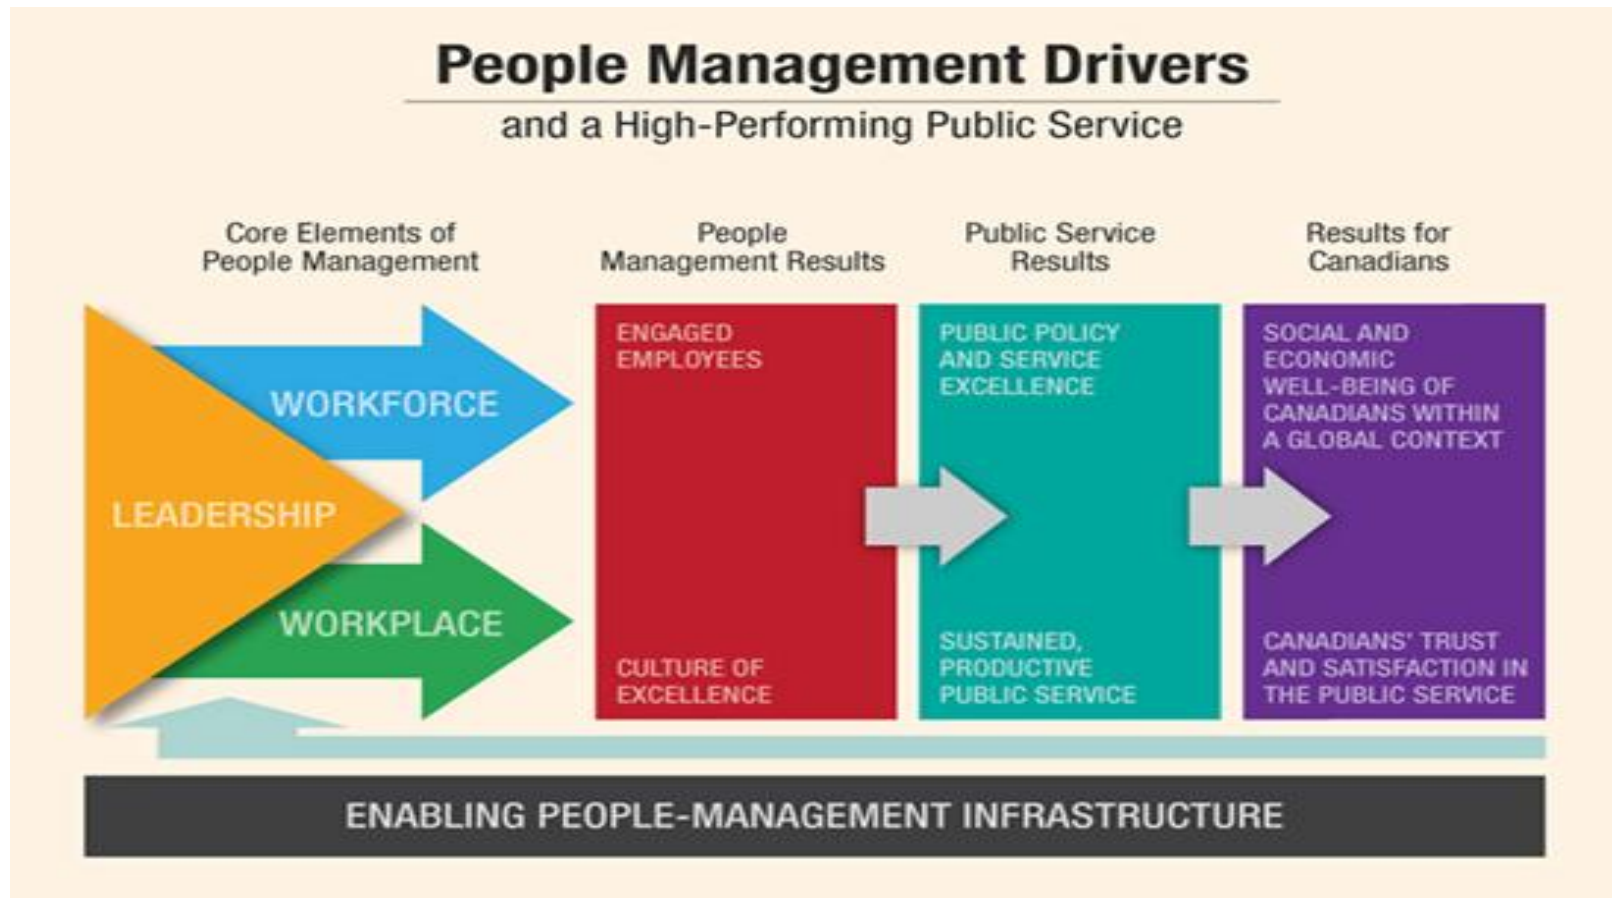 People Management Drivers
and a High-Performing Public Service
Core Elements of
People Management
People
Management Results
Public Service
Results
Results for
Canadians
LEADERSHIP
WORKFORCE
WORKPLACE
ENGAGED
EMPLOYEES
CULTURE OF
EXCELLENCE
PUBLIC POLICY
AND SERVICE
EXCELLENCE
SUSTAINED,
PRODUCTIVE
PUBLIC SERVICE
SOCIAL AND
ECONOMIC
WELL-BEING OF
CANADIANS WITHIN
A GLOBAL CONTEXT
CANADIANS' TRUST
AND SATISFACTION IN
THE PUBLIC SERVICE
ENABLING PEOPLE-MANAGEMENT INFRASTRUCTURE